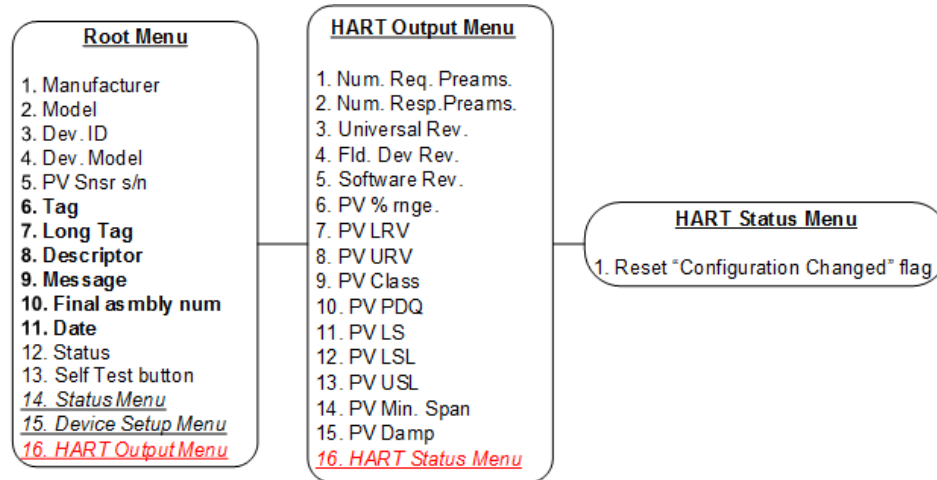 Root Menu
1. Manufacturer
2. Model
3. Dev. ID
4. Dev. Model
5. PV Snsr s/n
6. Tag
7. Long Tag
8. Descriptor
9. Message
10. Final asmbly num
11. Date
12. Status
13. Self Test button
14. Status Menu
15. Device Setup Menu
16. HART Output Menu
HART Output Menu
1. Num. Req. Preams.
2. Num. Resp.Preams.
3. Universal Rev.
4. Fld. Dev Rev.
5. Software Rev.
6. PV % rnge.
7. PV LRV
8. PV URV
9. PV Class
10. PV PDQ
11. PV LS
12. PV LSL
13. PV USL
14. PV Min. Span
15. PV Damp
16. HART Status Menu
HART Status Menu
1. Reset “Configuration Changed” flag